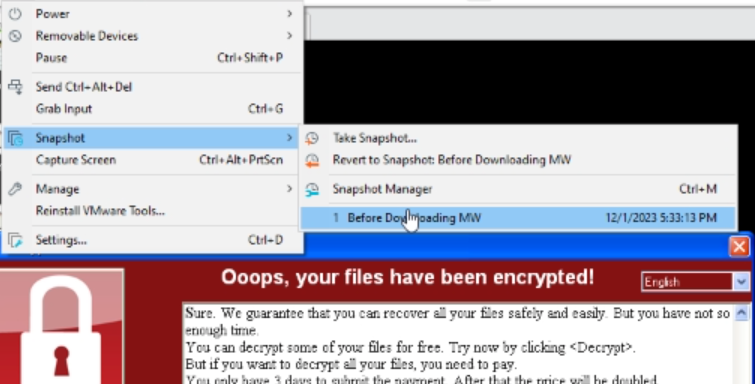 Power
Removable Devices
Pause Ctrl+Shift+P
Send Ctrl+Alt+Del
Grab Input Ctrl+G
Snapshot
Capture Screen Ctrl+Alt+PrtScn
Manage
Reinstall VMware Tools...
Settings... Ctrl+D
Take Snapshot...
Revert to Snapshot: Before Downloading MW
Snapshot Manager Ctrl+M
1 Before Downloading MW 12/1/2023 5:33:13 PM
Ooops, your files have been encrypted!
English
Sure. We guarantee that you can recover all your files safely and easily. But you have not so
enough time.
You can decrypt some of your files for free. Try now by clicking <Decrypt>.
But if you want to decrypt all your files, you need to pay.
You only have 3 days to submit the payment. After that the price will be doubled.